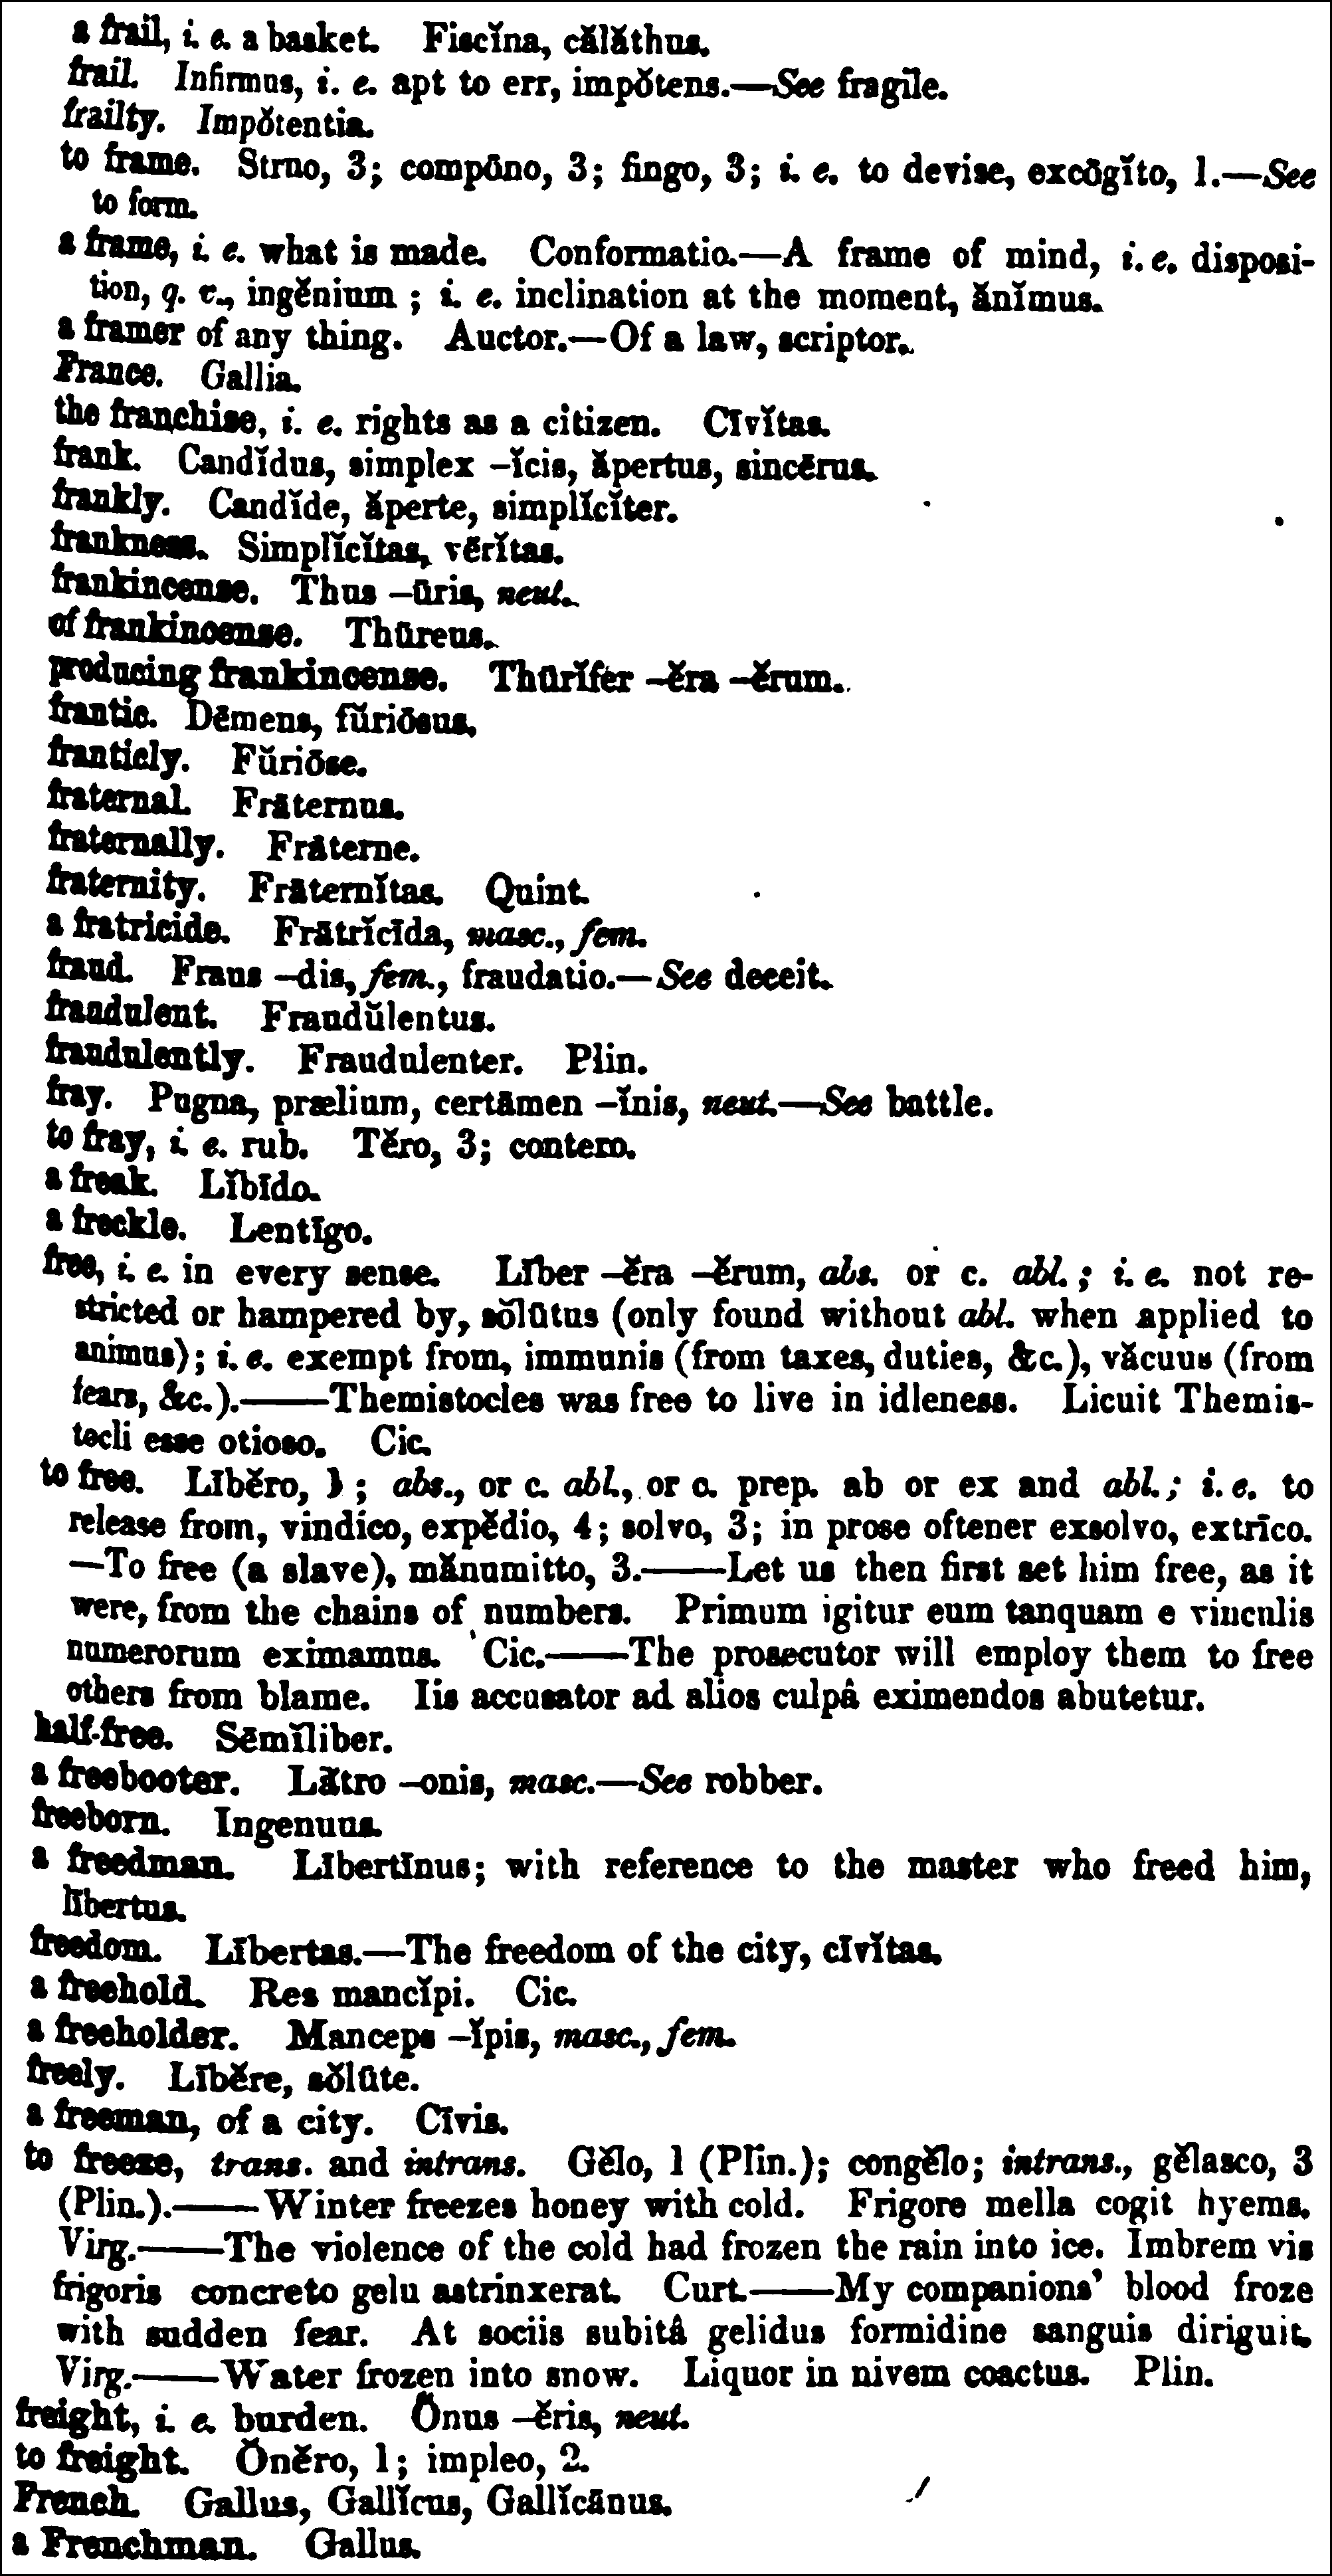 a frail, i. e. a basket. Fiscĭna, călăthus.
frail. Infirmus, i. e. apt to err, impŏtens.—See fragĭle.
frailty. Impŏtentia.
to frame. Struo, 3; compōno, 3; fingo, 3; i. e. to devise, excōgĭto, 1.—See
to form.
a frame, i. e. what is made. Conformatio.—A frame of mind, i. e. disposi-
tion, q. v., ingĕnium ; i. e. inclination at the moment, ănĭmus.
a framer of any thing. Auctor.—Of a law, scriptor.
France. Gallia.
the franchise, i. e. rights as a citizen. Cīvĭtas.
frank. Candĭdus, simplex –ĭcis, ăpertus, sincērus.
frankly. Candĭde, ăperte, simplĭcĭter.
frankness. Simplĭcĭtas, vērĭtas.
frankincense. Thus –ūris, neut.
of frankincense. Thūreus.
producing frankincense. Thūrĭfer –ĕra –ĕrum.
frantic. Dēmens, fŭriōsus.
franticly. Fŭriōse.
fraternal. Frāternus.
fraternally. Frāterne.
fraternity. Frāternĭtas. Quint.
a fratricide. Frātrĭcīda, masc., fem.
fraud. Fraus –dis, fem., fraudatio.—See deceit.
fraudulent. Fraudŭlentus.
fraudulently. Fraudulenter. Plin.
fray. Pugna, prælium, certāmen –ĭnis, neut.—See battle.
to fray, i. e. rub. Tĕro, 3; contero.
a freak. Lĭbīdo.
a freckle. Lentīgo.
free, i. e. in every sense. Līber –ĕra –ĕrum, abs. or c. abl. ; i. e. not re-
stricted or hampered by, sŏlūtus (only found without abl. when applied to
animus) ; i. e. exempt from, immunis (from taxes, duties, &c.), văcuus (from
fears, &c.).——Themistocles was free to live in idleness. Licuit Themis-
tocli esse otioso. Cic.
to free. Lībĕro, 1 ; abs., or c. abl., or c. prep. ab or ex and abl. ; i. e. to
release from, vindico, expĕdio, 4; solvo, 3; in prose oftener exsolvo, extrīco.
—To free (a slave), mănumitto, 3.——Let us then first set him free, as it
were, from the chains of numbers. Primum igitur eum tanquam e vinculis
numerorum eximamus. Cic.——The prosecutor will employ them to free
others from blame. Iis accusator ad alios culpâ eximendos abutetur.
half-free. Sēmĭliber.
a freebooter. Lătro –onis, masc.—See robber.
freeborn. Ingenuus.
a freedman. Lībertīnus; with reference to the master who freed him,
lībertus.
freedom. Lībertas.—The freedom of the city, cīvĭtas.
a freehold. Res mancĭpi. Cic.
a freeholder. Manceps –ĭpis, masc., fem.
freely. Lībĕre, sŏlūte.
a freeman, of a city. Cīvis.
to freeze, trans. and intrans. Gĕlo, 1 (Plin.); congĕlo; intrans., gĕlasco, 3
(Plin.).——Winter freezes honey with cold. Frigore mella cogit hyems.
Virg.——The violence of the cold had frozen the rain into ice. Imbrem vis
frigoris concreto gelu astrinxerat. Curt.——My companions' blood froze
with sudden fear. At sociis subitâ gelidus formidine sanguis diriguit.
Virg.——Water frozen into snow. Liquor in nivem coactus. Plin.
freight, i. e. burden. Ŏnus –ĕris, neut.
to freight. Ŏnĕro, 1; impleo, 2.
French. Gallus, Gallĭcus, Gallĭcānus.
a Frenchman. Gallus.